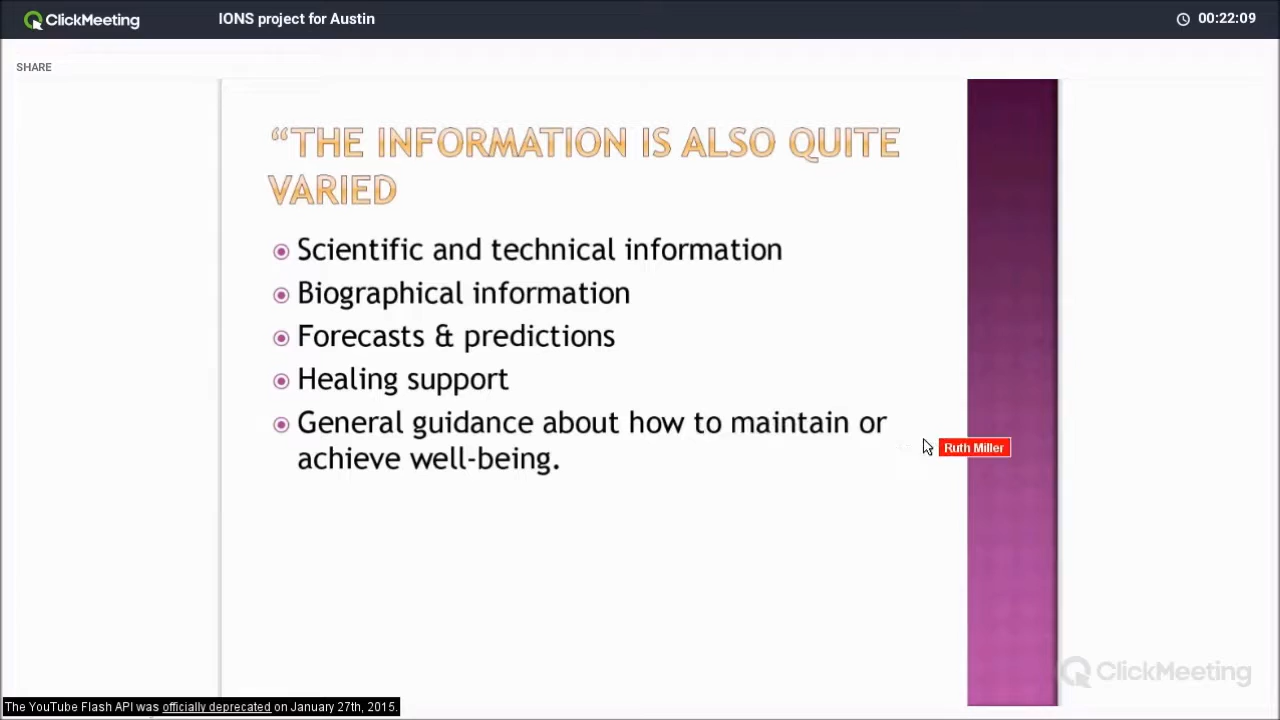 ClickMeeting
IONS project for Austin
00:22:09
SHARE
“THE INFORMATION IS ALSO QUITE
VARIED
Scientific and technical information
Biographical information
Forecasts & predictions
Healing support
General guidance about how to maintain or
achieve well-being.
Ruth Miller
ClickMeeting
The YouTube Flash API was officially deprecated on January 27th, 2015.